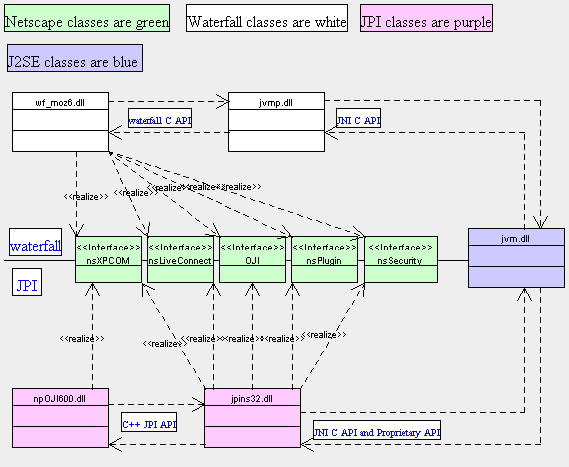 Netscape classes are green
Waterfall classes are white
JPI classes are purple
J2SE classes are blue
wf_moz6.dll
jvmp.dll
waterfall C API
JNI C API
<<realize>>
<<realize>>
<<realize>>
<<realize>>
<<realize>>
waterfall
<<Interface>>
nsXPCOM
<<Interface>>
nsLiveConnect
<<Interface>>
OJI
<<Interface>>
nsPlugin
<<Interface>>
nsSecurity
jvm.dll
JPI
<<realize>>
<<realize>>
<<realize>>
<<realize>>
<<realize>>
<<realize>>
npOJI600.dll
jpins32.dll
C++ JPI API
JNI C API and Proprietary API